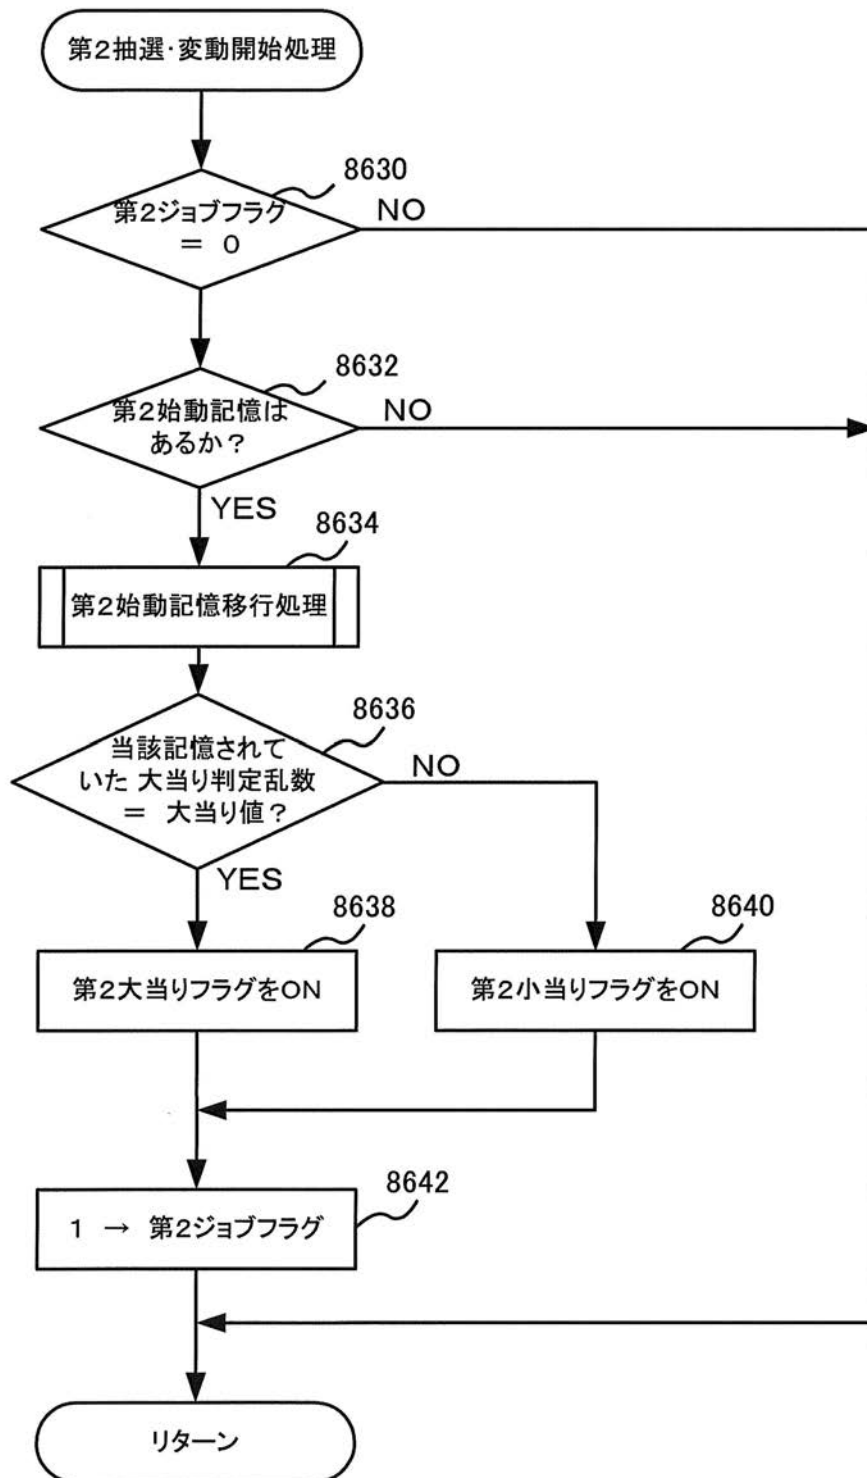 第2抽選・変動開始処理
8630
第2ジョブフラグ
= 0
NO
8632
第2始動記憶は
あるか?
NO
YES
8634
第2始動記憶移行処理
8636
当該記憶されて
いた 大当り判定乱数
= 大当り値?
NO
YES
8638
第2大当りフラグをON
8640
第2小当りフラグをON
8642
1 → 第2ジョブフラグ
リターン